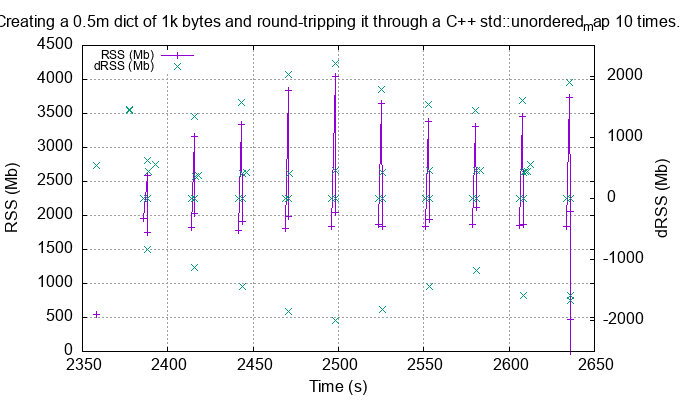 Creating a 0.5m dict of 1k bytes and round-tripping it through a C++ std::unordered_map 10 times.
RSS (Mb)
dRSS (Mb)
4500
4000
3500
3000
2500
2000
1500
1000
500
0
RSS (Mb)
2000
1000
0
-1000
-2000
dRSS (Mb)
2350 2400 2450 2500 2550 2600 2650
Time (s)